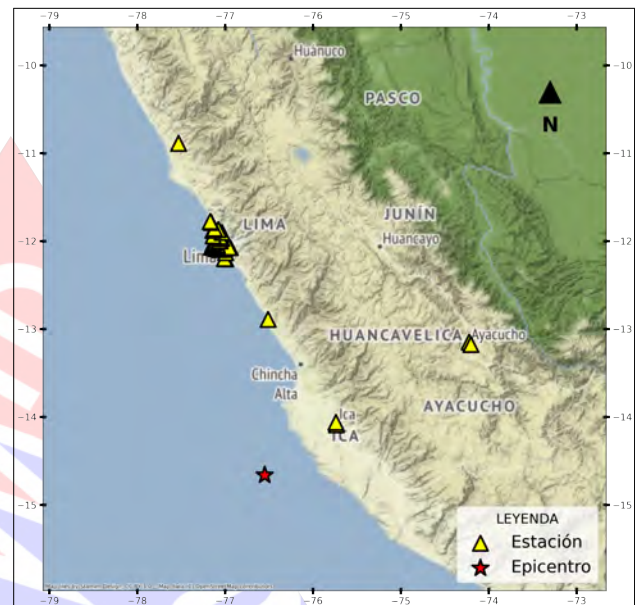 −79 −78 −77 −76 −75 −74 −73
−10 −10
Huánuco
PASCO
N
−11 −11
LIMA
JUNÍN
Huancayo
−12 −12
Lima
−13 −13
HUANCAVELICA
Ayacucho
Chincha
Alta
AYACUCHO
−14 −14
Ica
ICA
−15 −15
LEYENDA
Estación
Epicentro
−79 −78 −77 −76 −75 −74 −73